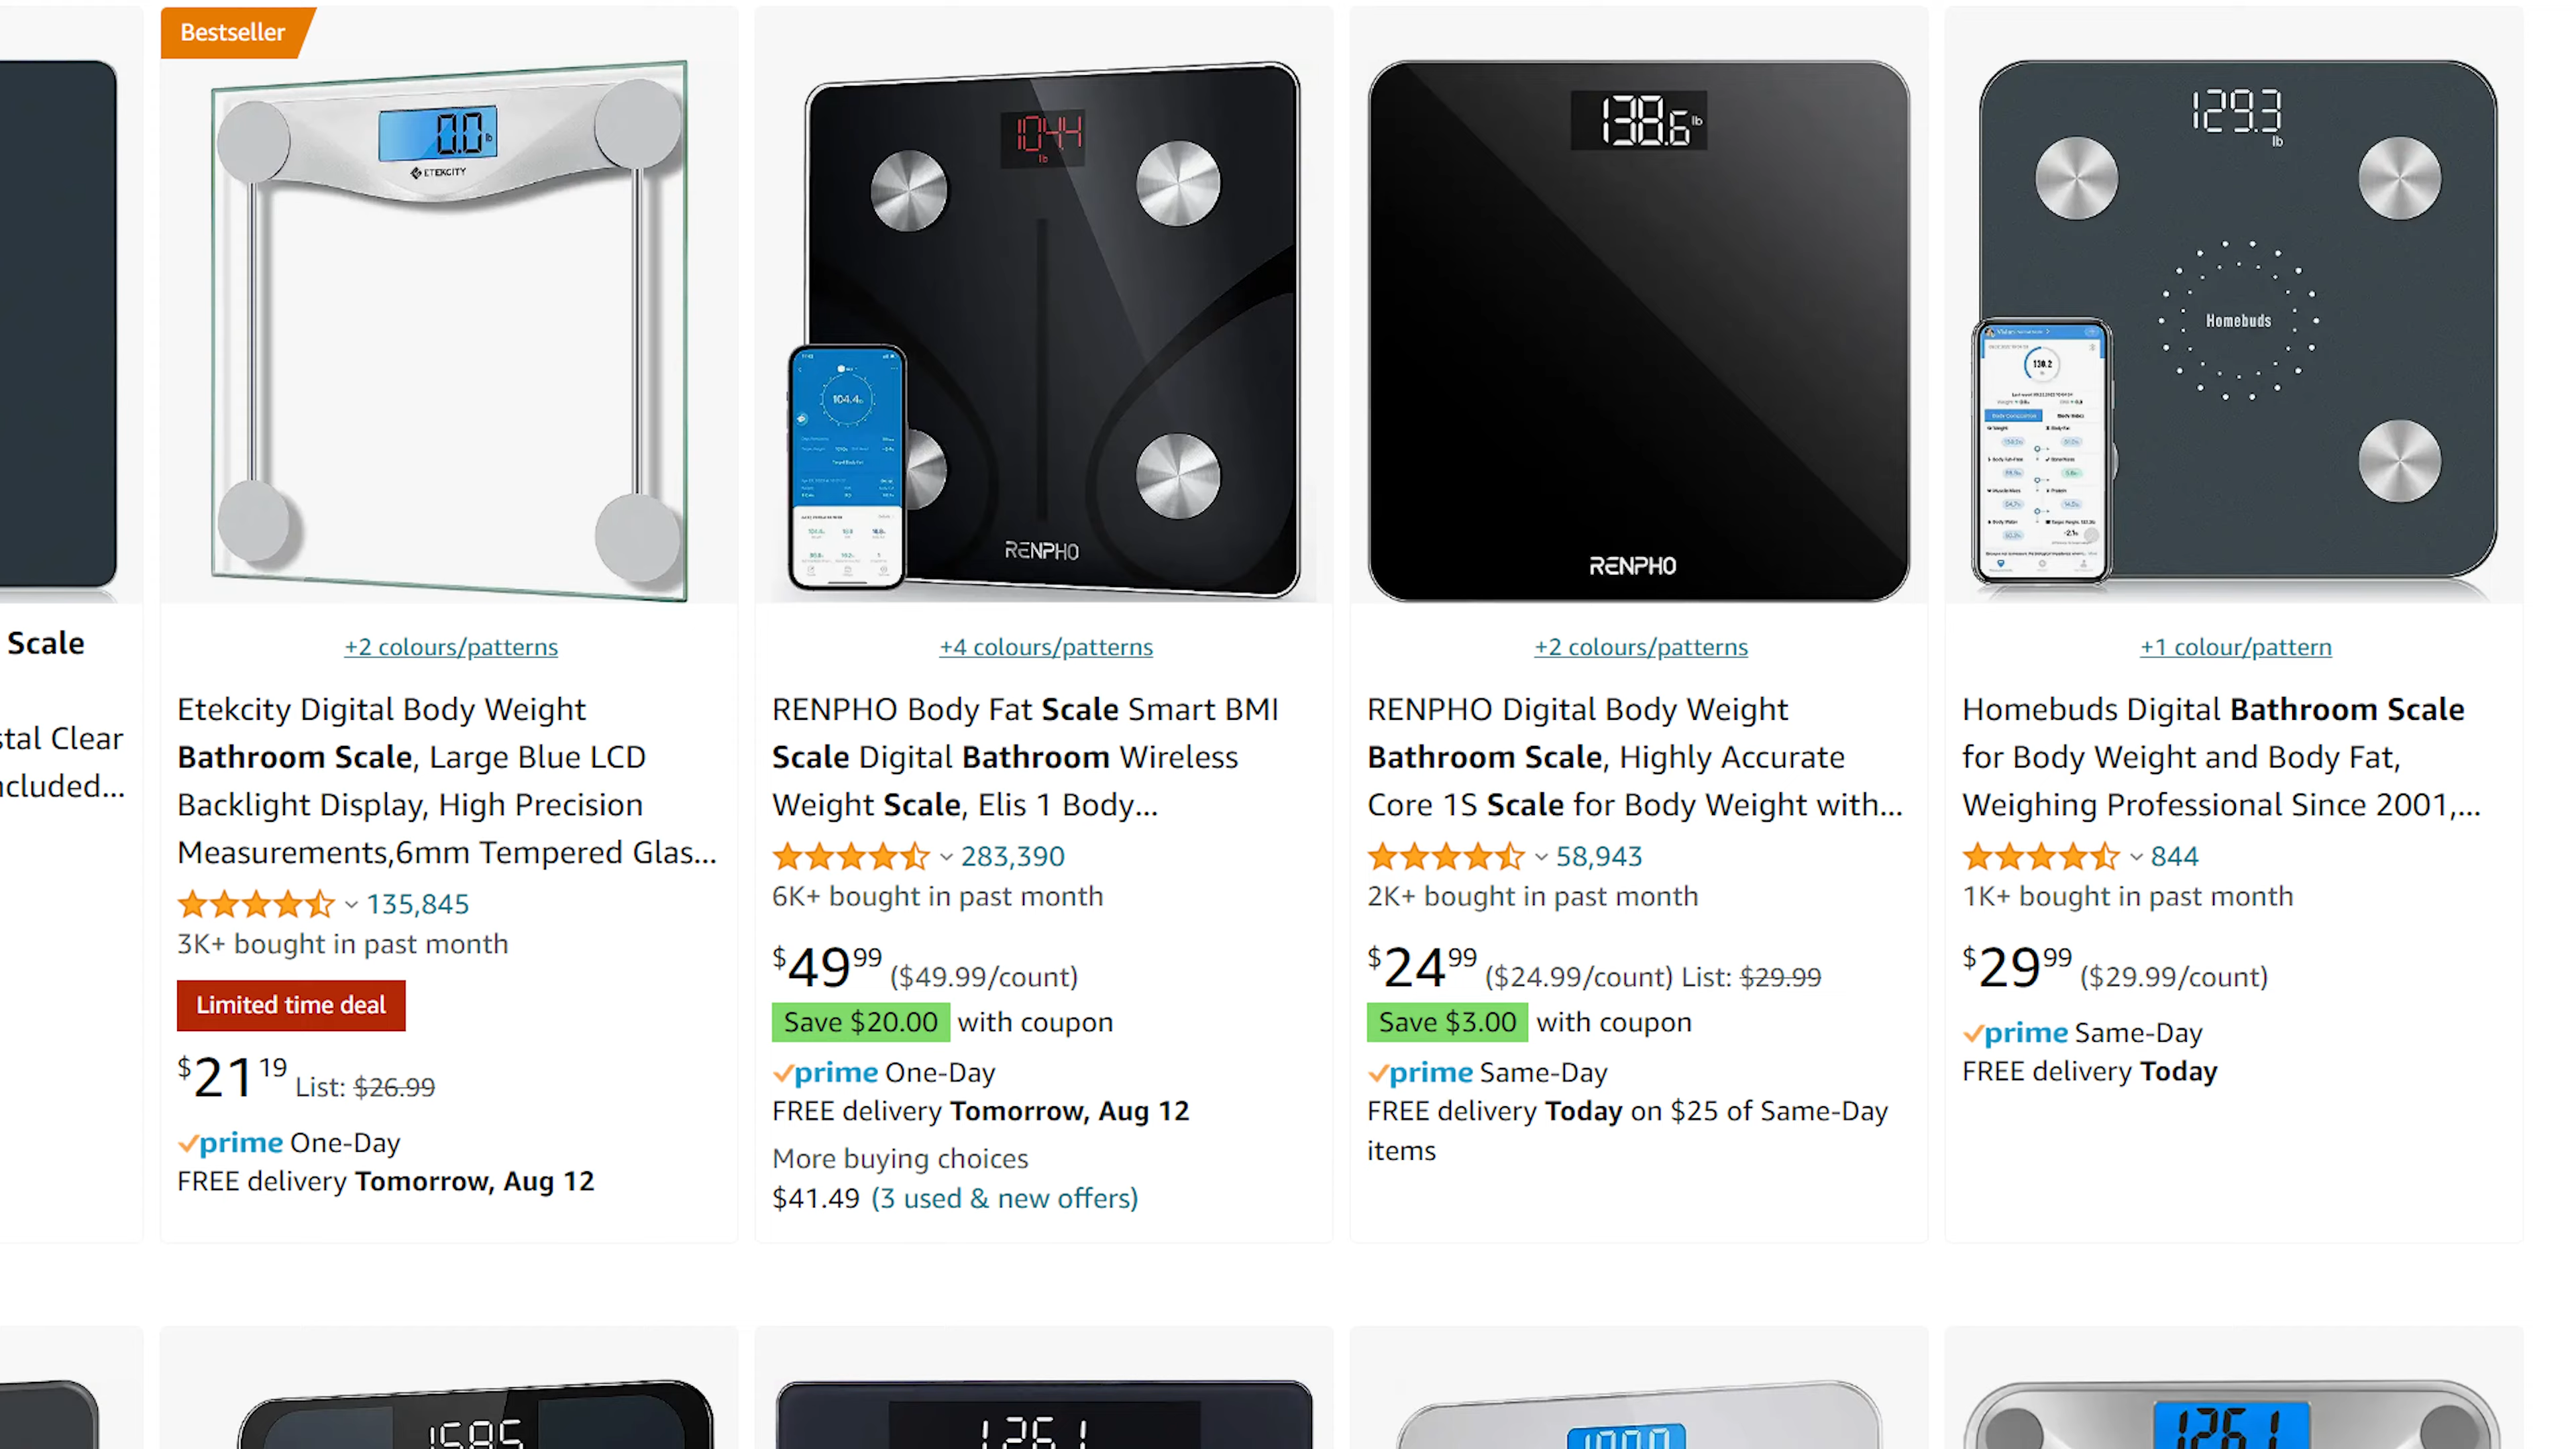 Scale
stal Clear
ncluded...
Bestseller
0.0 lb
ETEKCITY
+2 colours/patterns
Etekcity Digital Body Weight
Bathroom Scale, Large Blue LCD
Backlight Display, High Precision
Measurements,6mm Tempered Glas...
135,845
3K+ bought in past month
Limited time deal
$21 19 List: $26.99
prime One-Day
FREE delivery Tomorrow, Aug 12
104.4
lb
104.4
RENPHO
+4 colours/patterns
RENPHO Body Fat Scale Smart BMI
Scale Digital Bathroom Wireless
Weight Scale, Elis 1 Body...
283,390
6K+ bought in past month
$49 99 ($49.99/count)
Save $20.00 with coupon
prime One-Day
FREE delivery Tomorrow, Aug 12
More buying choices
$41.49 (3 used & new offers)
138.6 lb
RENPHO
+2 colours/patterns
RENPHO Digital Body Weight
Bathroom Scale, Highly Accurate
Core 1S Scale for Body Weight with...
58,943
2K+ bought in past month
$24 99 ($24.99/count) List: $29.99
Save $3.00 with coupon
prime Same-Day
FREE delivery Today on $25 of Same-Day
items
129.3
lb
Homebuds
+1 colour/pattern
Homebuds Digital Bathroom Scale
for Body Weight and Body Fat,
Weighing Professional Since 2001,...
844
1K+ bought in past month
$29 99 ($29.99/count)
prime Same-Day
FREE delivery Today